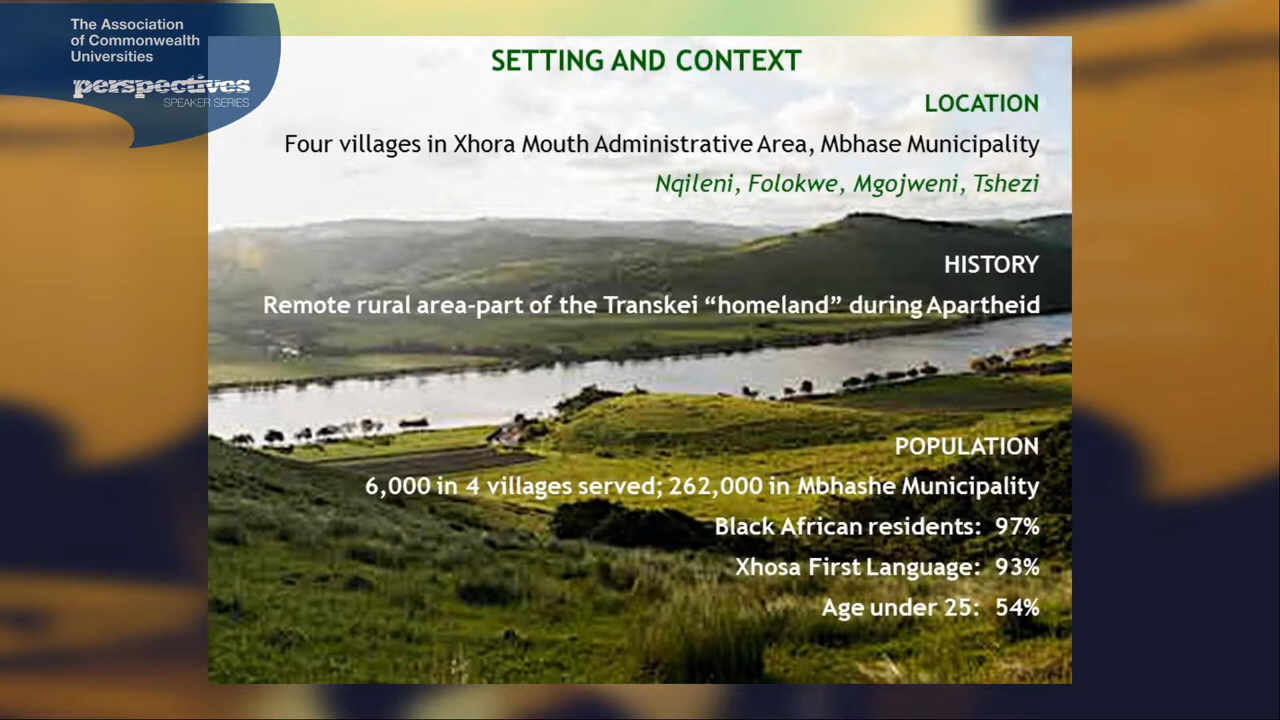 The Association
of Commonwealth
Universities
perspectives
SPEAKER SERIES
SETTING AND CONTEXT
LOCATION
Four villages in Xhora Mouth Administrative Area, Mbhase Municipality
Nqileni, Folokwe, Mgojweni, Tshezi
HISTORY
Remote rural area-part of the Transkei “homeland” during Apartheid
POPULATION
6,000 in 4 villages served; 262,000 in Mbhashe Municipality
Black African residents: 97%
Xhosa First Language: 93%
Age under 25: 54%